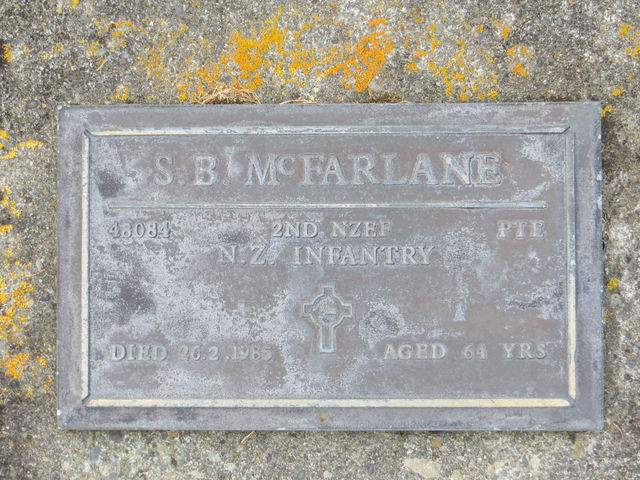 S. B. McFARLANE
48084 2ND NZEF PTE
N.Z. INFANTRY
DIED 26.2.1985 AGED 64 YRS